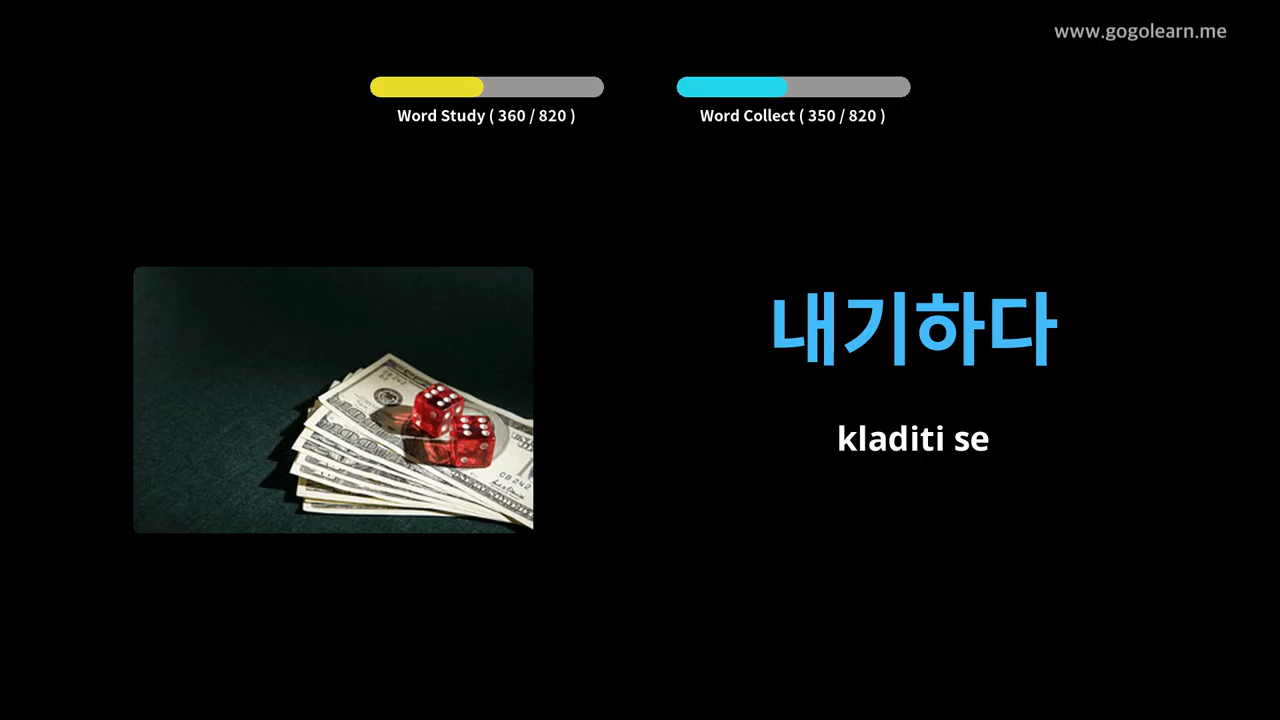 www.gogolearn.me
Word Study ( 360 / 820 )
Word Collect ( 350 / 820 )
내기하다
kladiti se